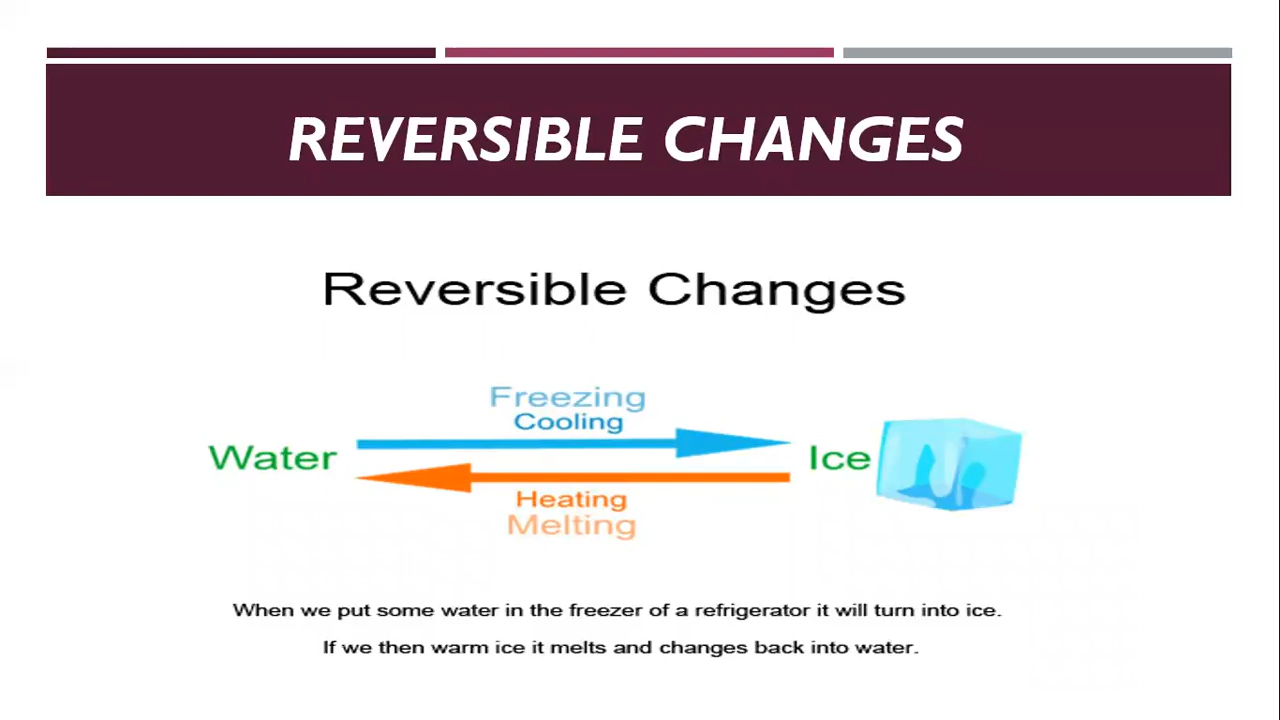 REVERSIBLE CHANGES
Reversible Changes
Freezing
Cooling
Water
Ice
Heating
Melting
When we put some water in the freezer of a refrigerator it will turn into ice.
If we then warm ice it melts and changes back into water.